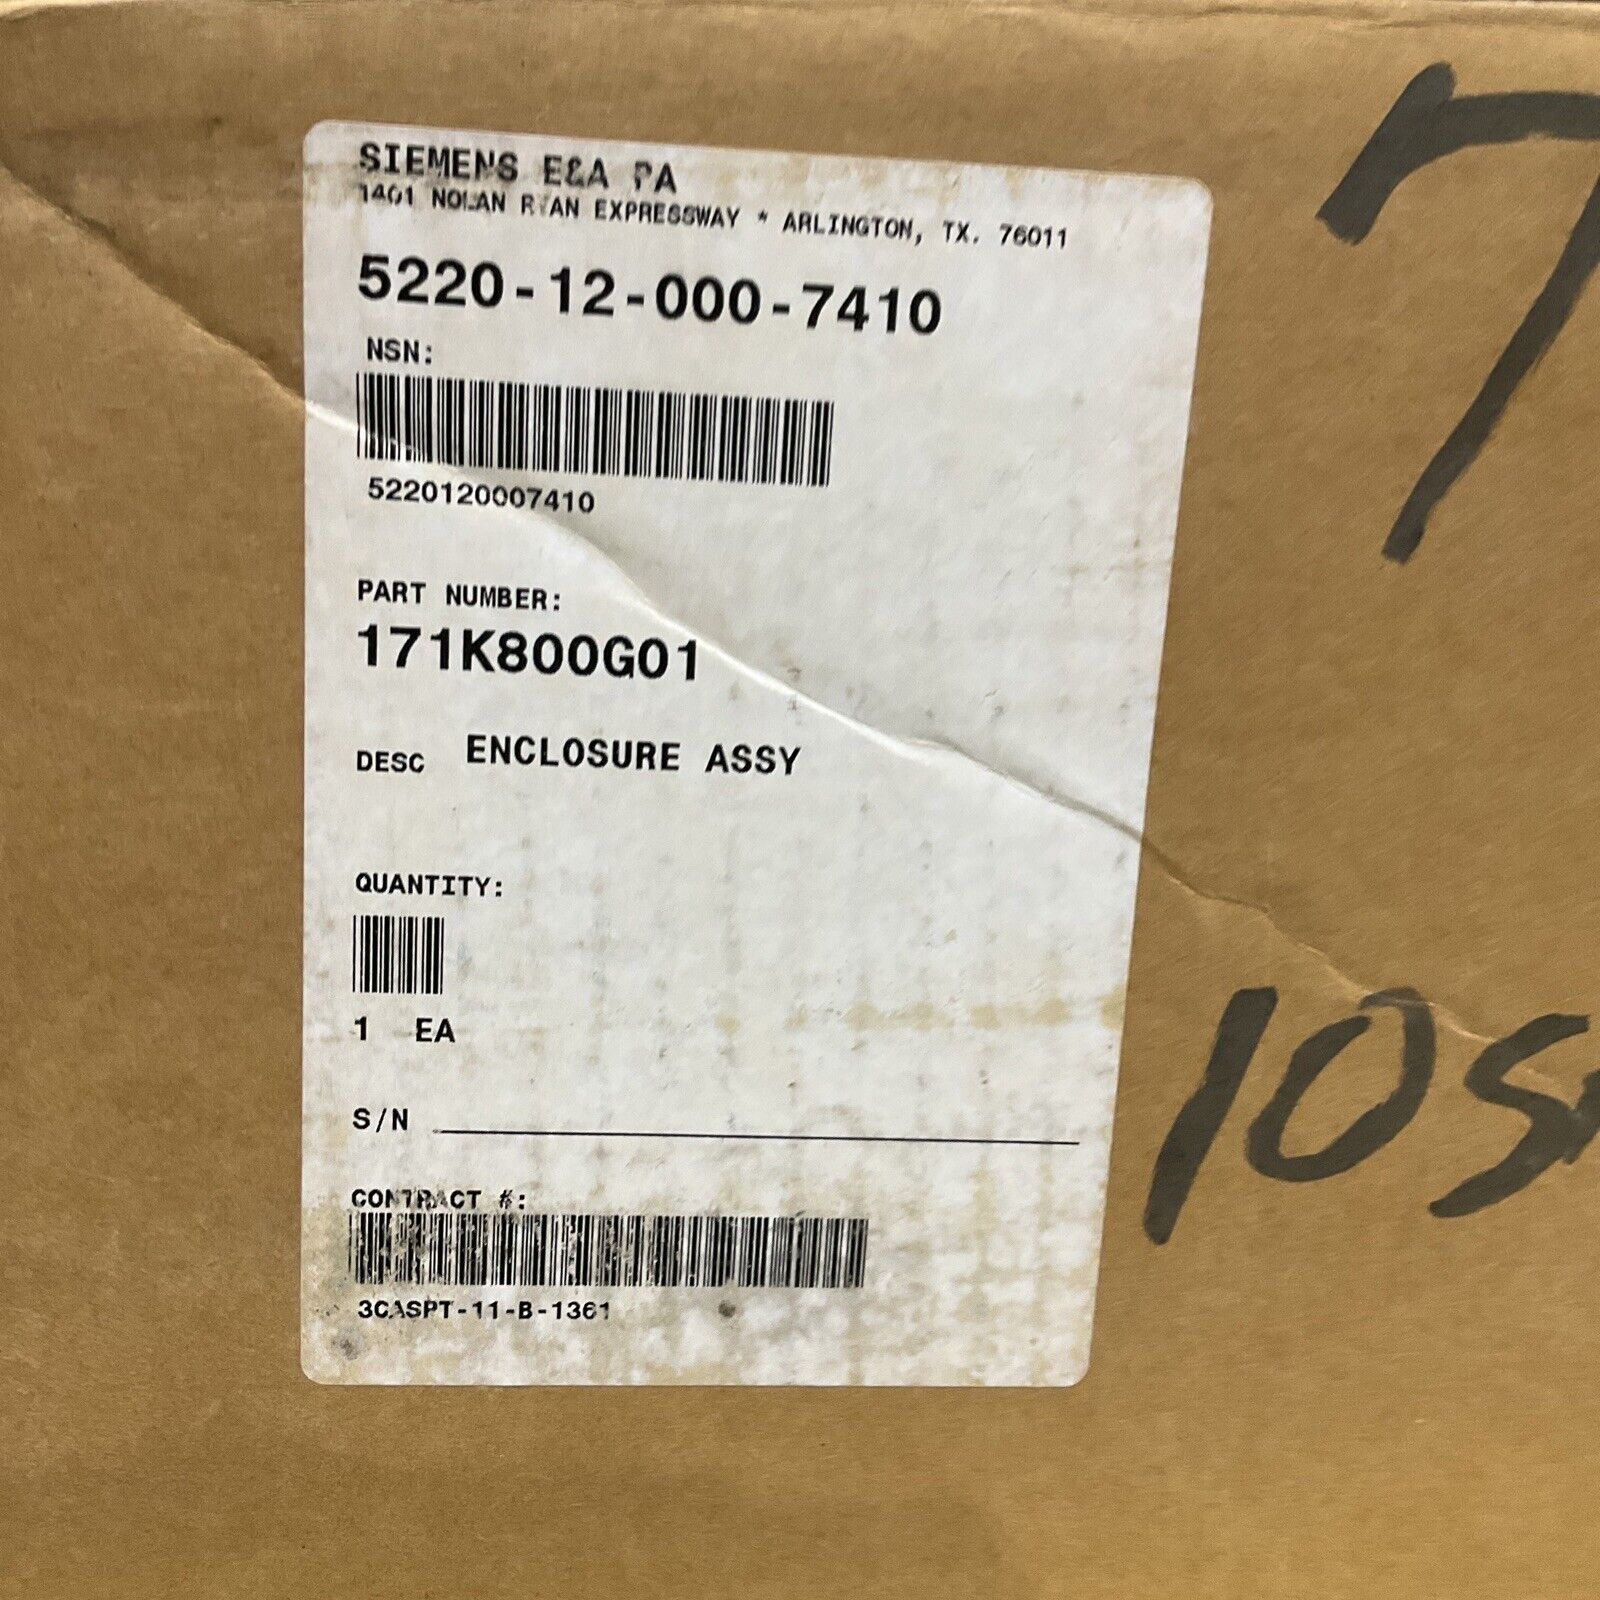 SIEMENS E&A PA
1401 NOLAN RYAN EXPRESSWAY * ARLINGTON, TX. 76011
5220-12-000-7410
NSN:
5220120007410
PART NUMBER:
171K800G01
DESC ENCLOSURE ASSY
QUANTITY:
1 EA
S/N
CONTRACT #:
3CASPT-11-B-1361
7